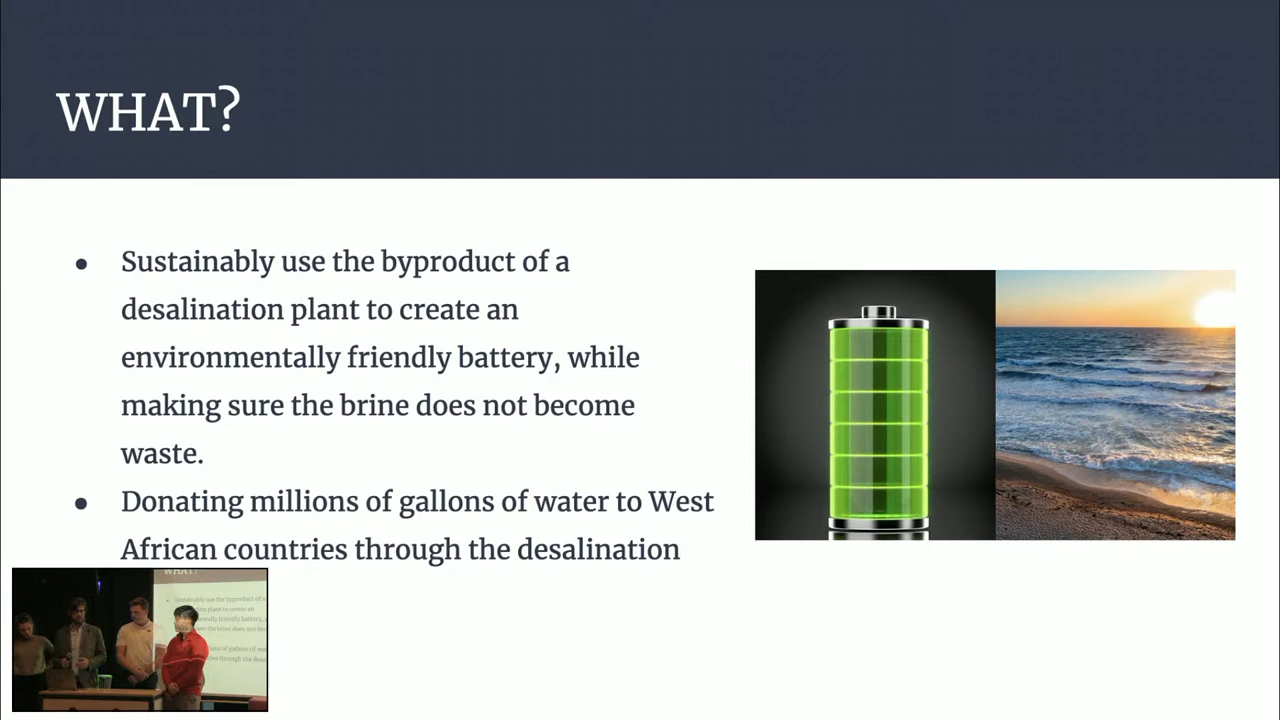 WHAT?
● Sustainably use the byproduct of a
desalination plant to create an
environmentally friendly battery, while
making sure the brine does not become
waste.
● Donating millions of gallons of water to West
African countries through the desalination